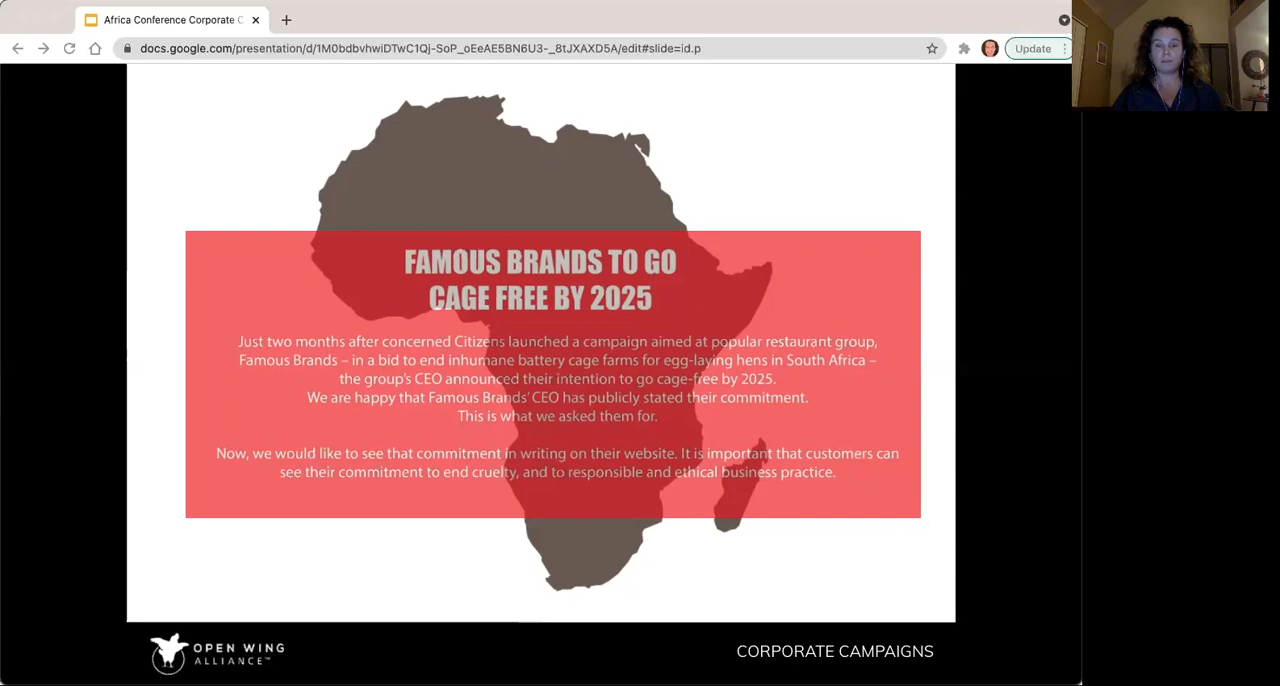 Africa Conference Corporate C
docs.google.com/presentation/d/1M0bdbvhwiDTwC1Qj-SoP_oEeAE5BN6U3-_8tJXAXD5A/edit#slide=id.p
Update
FAMOUS BRANDS TO GO
CAGE FREE BY 2025
Just two months after concerned Citizens launched a campaign aimed at popular restaurant group,
Famous Brands – in a bid to end inhumane battery cage farms for egg-laying hens in South Africa –
the group's CEO announced their intention to go cage-free by 2025.
We are happy that Famous Brands' CEO has publicly stated their commitment.
This is what we asked them for.
Now, we would like to see that commitment in writing on their website. It is important that customers can
see their commitment to end cruelty, and to responsible and ethical business practice.
OPEN WING
ALLIANCE™
CORPORATE CAMPAIGNS